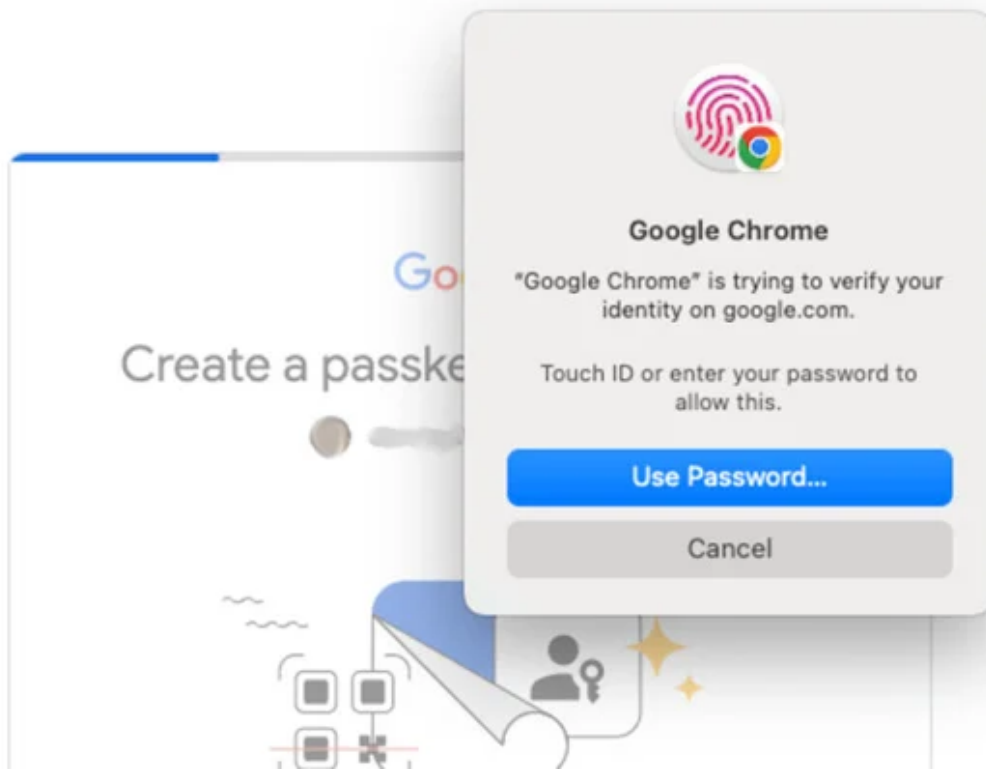 Google Chrome
"Google Chrome" is trying to verify your
identity on google.com.
Touch ID or enter your password to
allow this.
Use Password...
Cancel
Goo
Create a passke